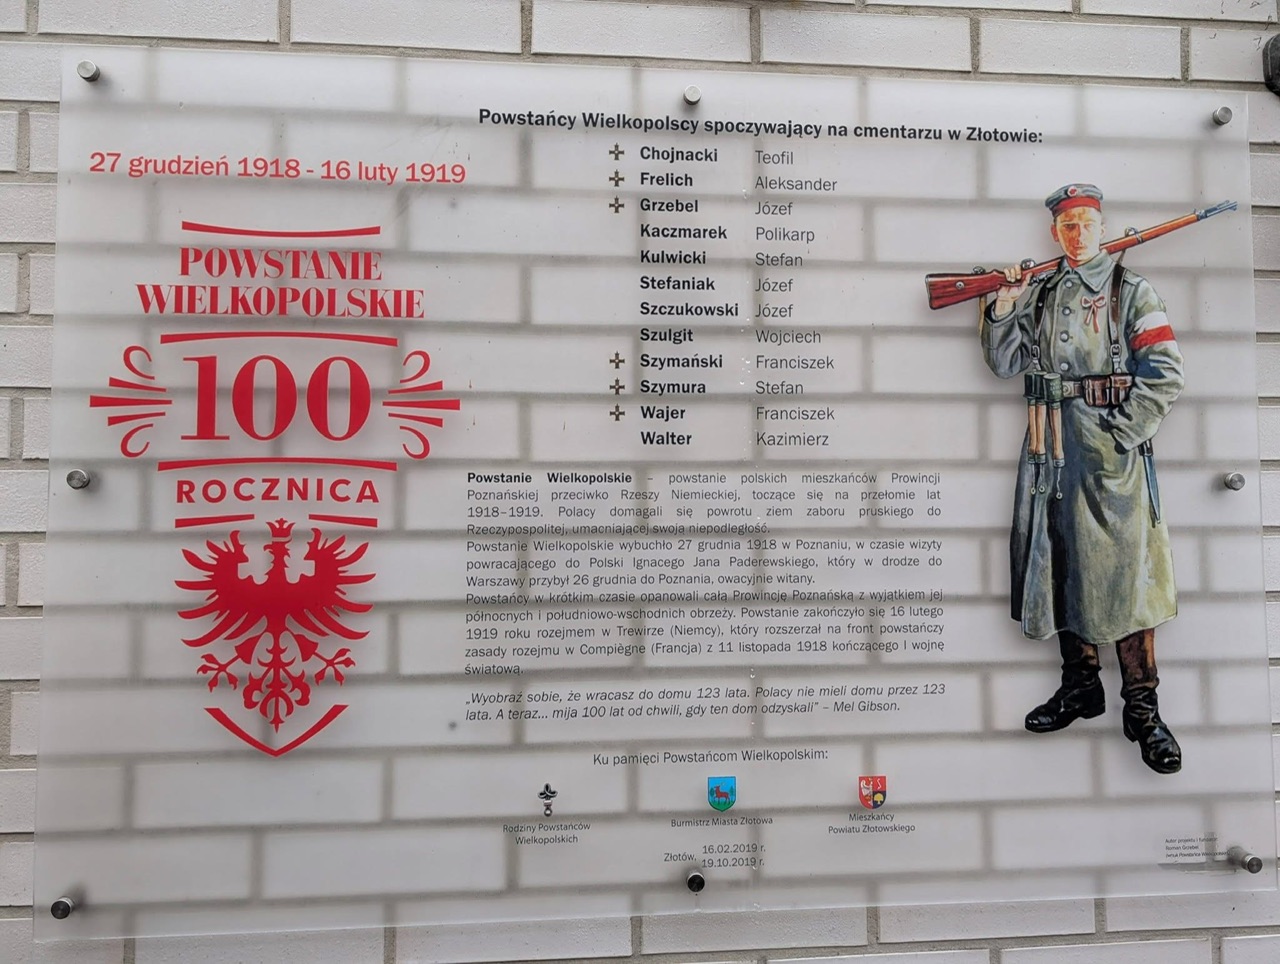 27 grudzień 1918 - 16 luty 1919
POWSTANIE
WIELKOPOLSKIE
100
ROCZNICA
Powstańcy Wielkopolscy spoczywający na cmentarzu w Złotowie:
Chojnacki Teofil
Frelich Aleksander
Grzebel Józef
Kaczmarek Polikarp
Kulwicki Stefan
Stefaniak Józef
Szczukowski Józef
Szulgit Wojciech
Szymański Franciszek
Szymura Stefan
Wajer Franciszek
Walter Kazimierz
Powstanie Wielkopolskie – powstanie polskich mieszkańców Prowincji
Poznańskiej przeciwko Rzeszy Niemieckiej, toczące się na przełomie lat
1918–1919. Polacy domagali się powrotu ziem zaboru pruskiego do
Rzeczypospolitej, umacniającej swoja niepodległość.
Powstanie Wielkopolskie wybuchło 27 grudnia 1918 w Poznaniu, w czasie wizyty
powracającego do Polski Ignacego Jana Paderewskiego, który w drodze do
Warszawy przybył 26 grudnia do Poznania, owacyjnie witany.
Powstańcy w krótkim czasie opanowali całą Prowincję Poznańską z wyjątkiem jej
północnych i południowo-wschodnich obrzeży. Powstanie zakończyło się 16 lutego
1919 roku rozejmem w Trewirze (Niemcy), który rozszerzał na front powstańczy
zasady rozejmu w Compiègne (Francja) z 11 listopada 1918 kończącego I wojnę
światową.
„Wyobraź sobie, że wracasz do domu 123 lata. Polacy nie mieli domu przez 123
lata. A teraz... mija 100 lat od chwili, gdy ten dom odzyskali” – Mel Gibson.
Ku pamięci Powstańcom Wielkopolskim:
Rodziny Powstańców
Wielkopolskich
Burmistrz Miasta Złotowa
Mieszkańcy
Powiatu Złotowskiego
Złotów, 16.02.2019 r.
19.10.2019 r.
Autor projektu i fundator:
Roman Grzebel